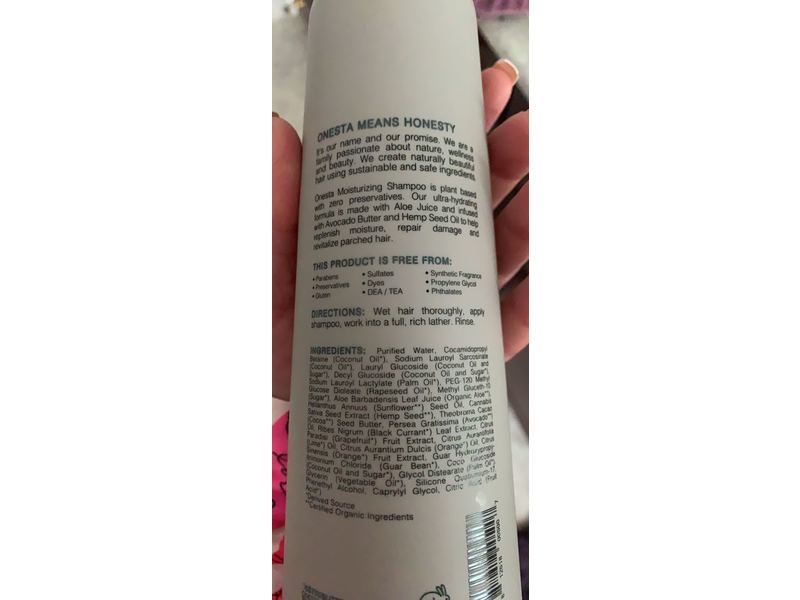 ONESTA MEANS HONESTY
It's our name and our promise. We are a
family passionate about nature, wellness
and beauty. We create naturally beautiful
hair using sustainable and safe ingredients.
Onesta Moisturizing Shampoo is plant based
with zero preservatives. Our ultra-hydrating
formula is made with Aloe Juice and infused
with Avocado Butter and Hemp Seed Oil to help
replenish moisture, repair damage and
revitalize parched hair.
THIS PRODUCT IS FREE FROM:
• Parabens • Sulfates • Synthetic Fragrance
• Preservatives • Dyes • Propylene Glycol
• Gluten • DEA / TEA • Phthalates
DIRECTIONS: Wet hair thoroughly, apply
shampoo, work into a full, rich lather. Rinse.
INGREDIENTS: Purified Water, Cocamidopropyl
Betaine (Coconut Oil*), Sodium Lauroyl Sarcosinate
(Coconut Oil*), Lauryl Glucoside (Coconut Oil and
Sugar*), Decyl Glucoside (Coconut Oil and Sugar*),
Sodium Lauroyl Lactylate (Palm Oil*), PEG-120 Methyl
Glucose Dioleate (Rapeseed Oil*), Methyl Gluceth-10
(Sugar*), Aloe Barbadensis Leaf Juice (Organic Aloe**),
Helianthus Annuus (Sunflower**) Seed Oil, Cannabis
Sativa Seed Extract (Hemp Seed**), Theobroma Cacao
(Cocoa**) Seed Butter, Persea Gratissima (Avocado*)
Oil, Ribes Nigrum (Black Currant*) Leaf Extract, Citrus
Paradisi (Grapefruit*) Fruit Extract, Citrus Aurantifolia
(Lime*) Oil, Citrus Aurantium Dulcis (Orange*) Oil, Citrus
Sinensis (Orange*) Fruit Extract, Guar Hydroxypropyl-
trimonium Chloride (Guar Bean*), Coco Glucoside
(Coconut Oil and Sugar*), Glycol Distearate (Palm Oil*),
Glycerin (Vegetable Oil*), Silicone Quaternium-17,
Phenethyl Alcohol, Caprylyl Glycol, Citric Acid (Fruit
Acid*)
*Derived Source
**Certified Organic Ingredients